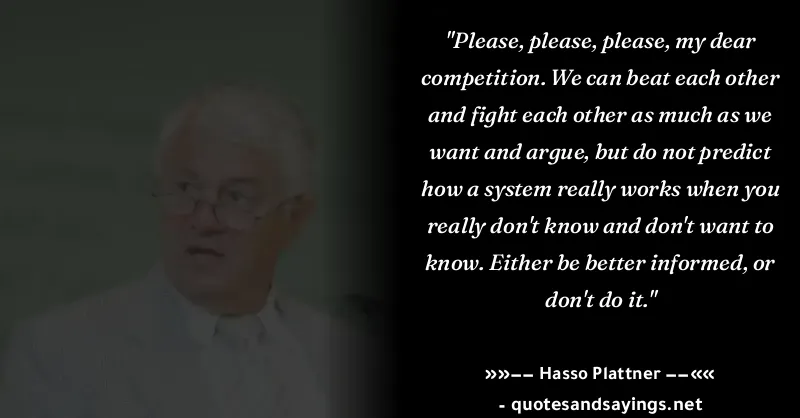 "Please, please, please, my dear
competition. We can beat each other
and fight each other as much as we
want and argue, but do not predict
how a system really works when you
really don't know and don't want to
know. Either be better informed, or
don't do it."
»»–– Hasso Plattner ––««
- quotesandsayings.net